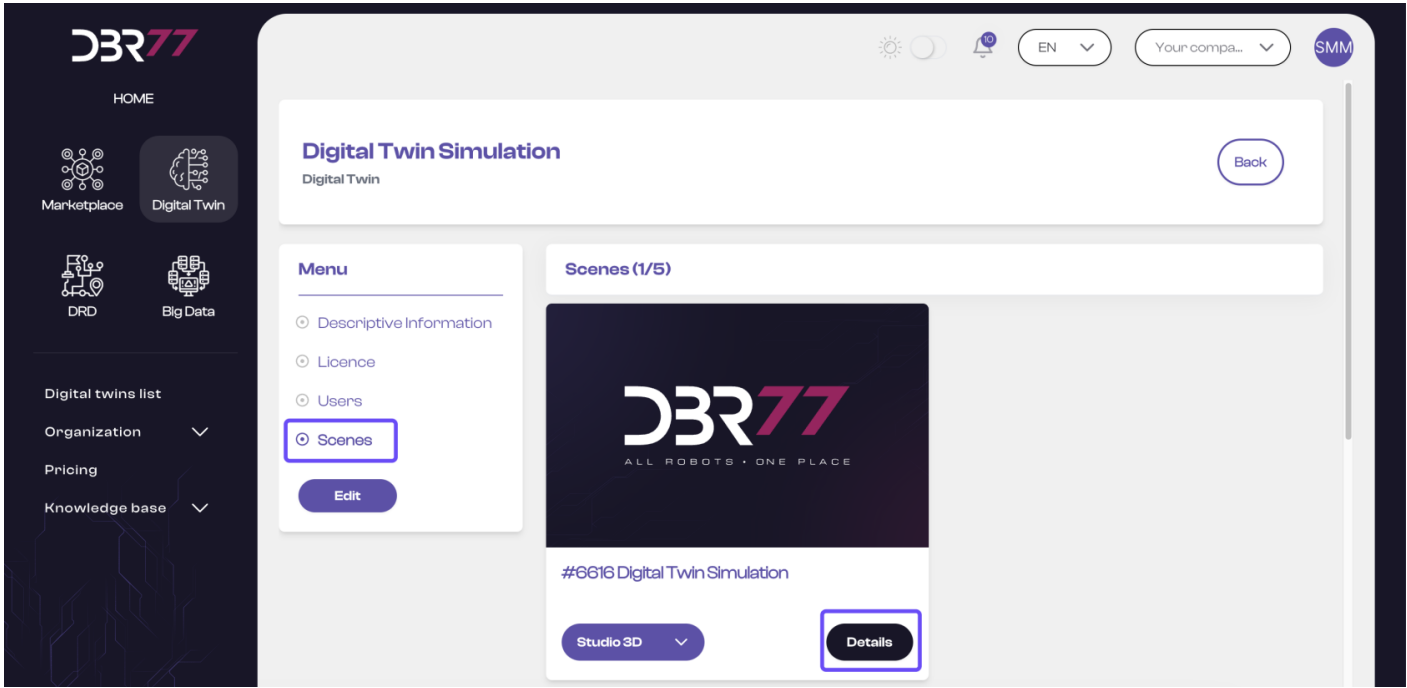 DBR77
HOME
Marketplace
Digital Twin
DRD
Big Data
Digital twins list
Organization
Pricing
Knowledge base
10
EN
Your compa...
SMM
Digital Twin Simulation
Digital Twin
Back
Menu
Descriptive Information
Licence
Users
Scenes
Edit
Scenes (1/5)
DBR77
ALL ROBOTS • ONE PLACE
#6616 Digital Twin Simulation
Studio 3D
Details